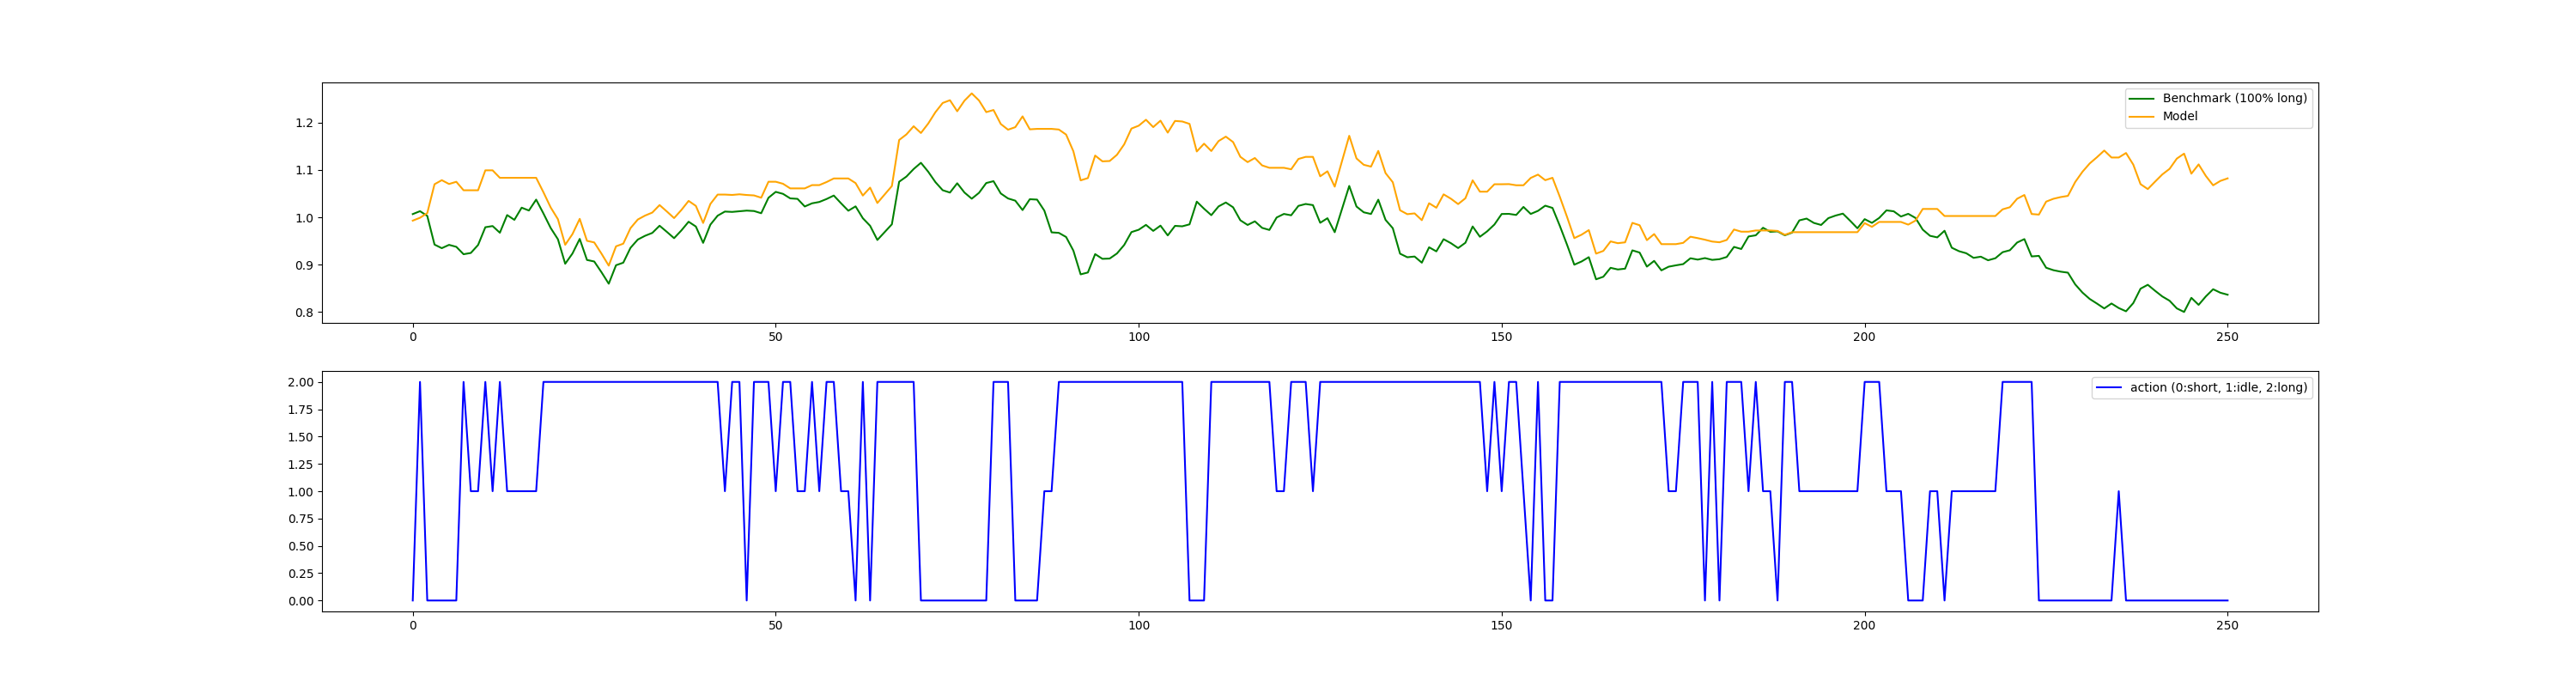 Benchmark (100% long)
Model
1.2
1.1
1.0
0.9
0.8
0 50 100 150 200 250
action (0:short, 1:idle, 2:long)
2.00
1.75
1.50
1.25
1.00
0.75
0.50
0.25
0.00
0 50 100 150 200 250